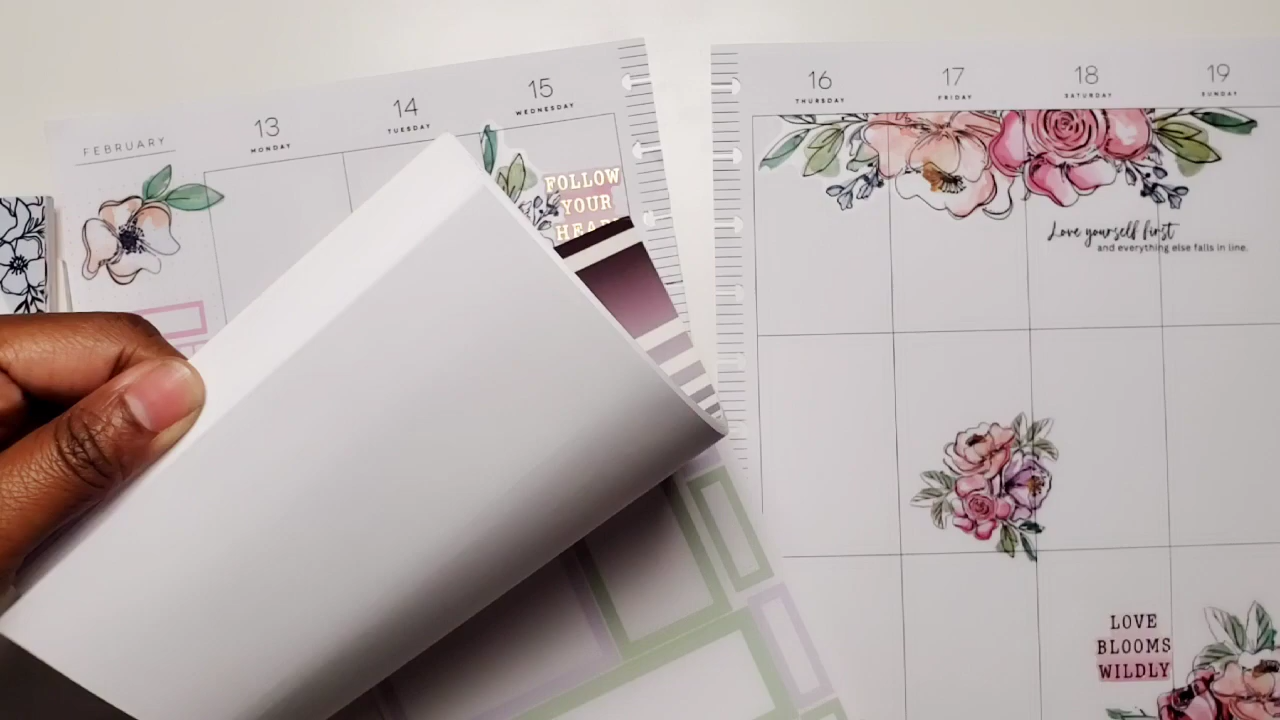 FEBRUARY
13
MONDAY
14
TUESDAY
15
WEDNESDAY
FOLLOW
YOUR
16
THURSDAY
17
FRIDAY
18
SATURDAY
19
SUNDAY
Love yourself first
and everything else falls in line.
LOVE
BLOOMS
WILDLY